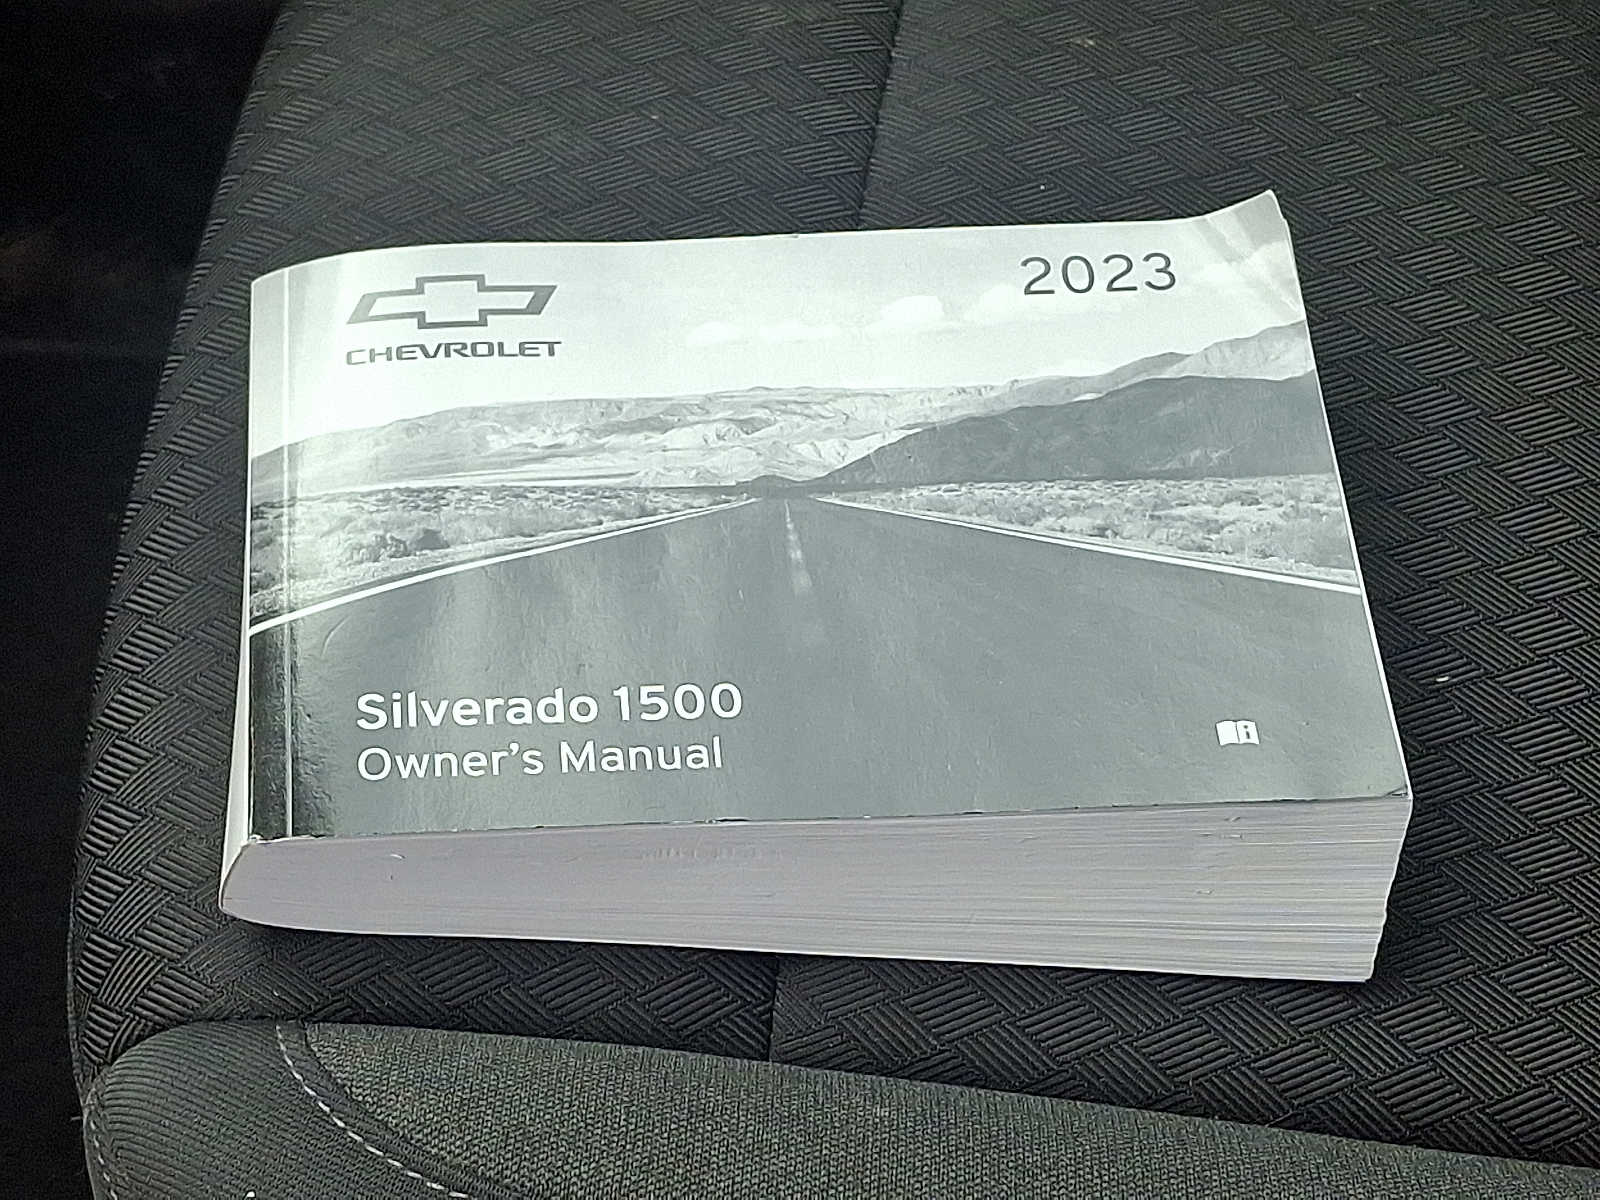 2023
CHEVROLET
Silverado 1500
Owner's Manual